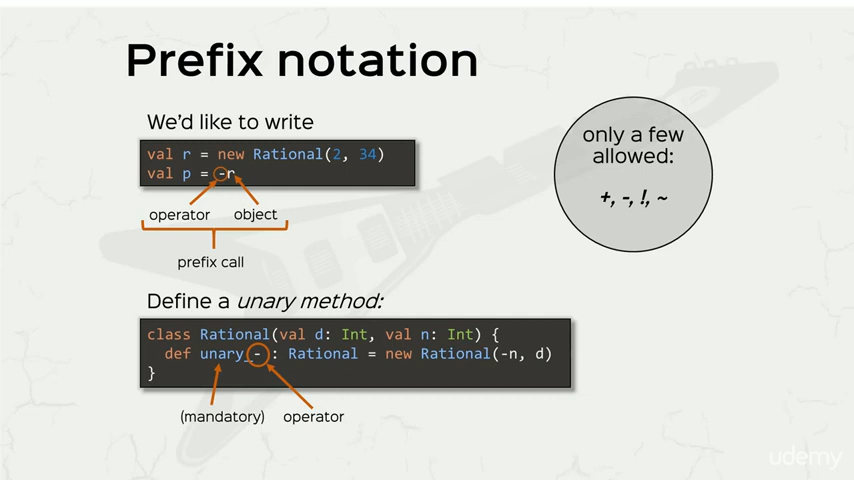 Prefix notation
We'd like to write
val r = new Rational(2, 34)
val p = -r
operator object
prefix call
only a few
allowed:
+, -, !, ~
Define a unary method:
class Rational(val d: Int, val n: Int) {
  def unary_- : Rational = new Rational(-n, d)
}
(mandatory) operator
udemy